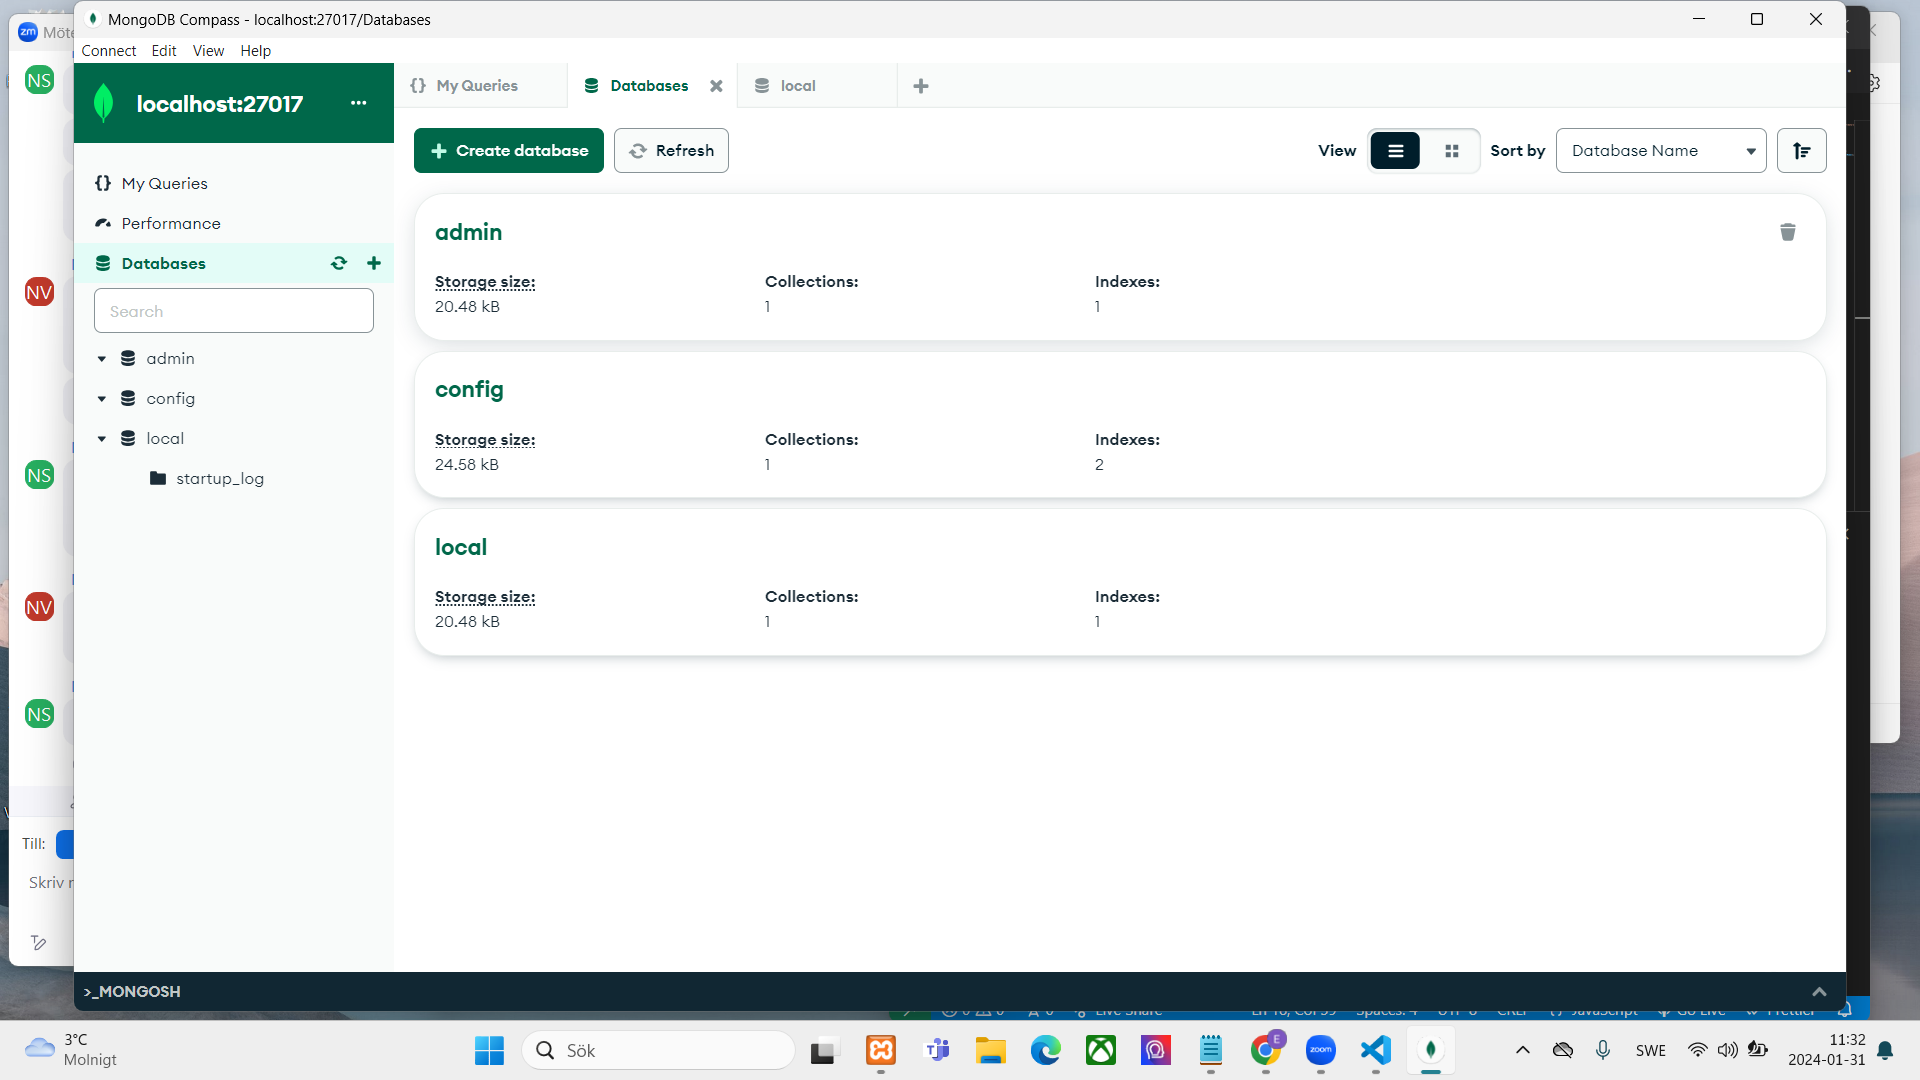 MongoDB Compass - localhost:27017/Databases
zm
Connect Edit View Help
localhost:27017
My Queries
Databases
local
Create database
Refresh
View
Sort by
Database Name
My Queries
Performance
Databases
Search
admin
config
local
startup_log
admin
Storage size:
Collections:
Indexes:
20.48 kB
1
1
config
Storage size:
Collections:
Indexes:
24.58 kB
1
2
local
Storage size:
Collections:
Indexes:
20.48 kB
1
1
NS
NV
NS
NV
NS
Till:
Skriv
>_MONGOSH
3°C
Molnigt
Sök
E
zoom
SWE
11:32
2024-01-31